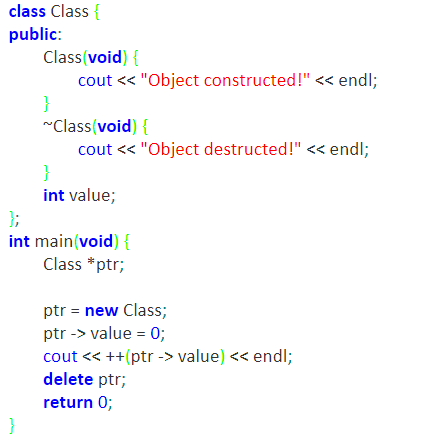 class Class {
public:
Class(void) {
cout << "Object constructed!" << endl;
}
~Class(void) {
cout << "Object destructed!" << endl;
}
int value;
};
int main(void) {
Class *ptr;
ptr = new Class;
ptr -> value = 0;
cout << ++(ptr -> value) << endl;
delete ptr;
return 0;
}